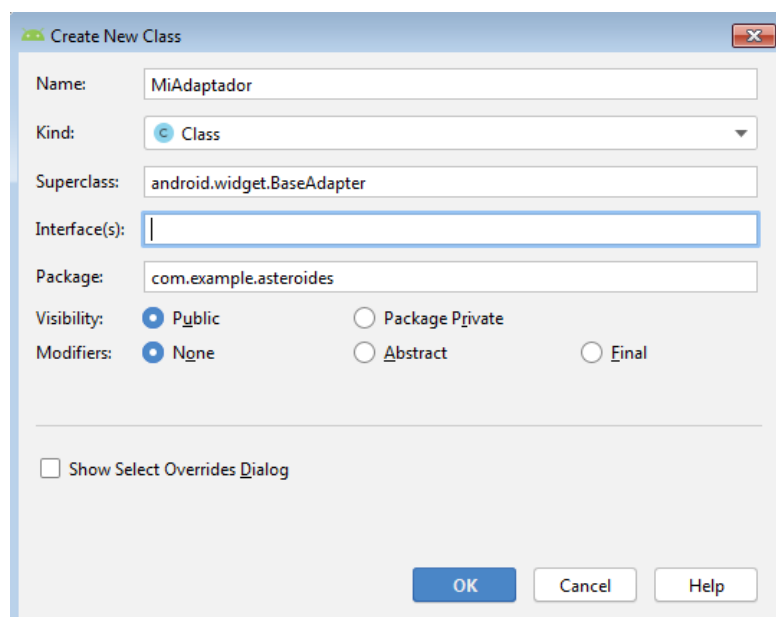 Create New Class
Name: MiAdaptador
Kind: C Class
Superclass: android.widget.BaseAdapter
Interface(s):
Package: com.example.asteroides
Visibility: Public Package Private
Modifiers: None Abstract Final
Show Select Overrides Dialog
OK Cancel Help